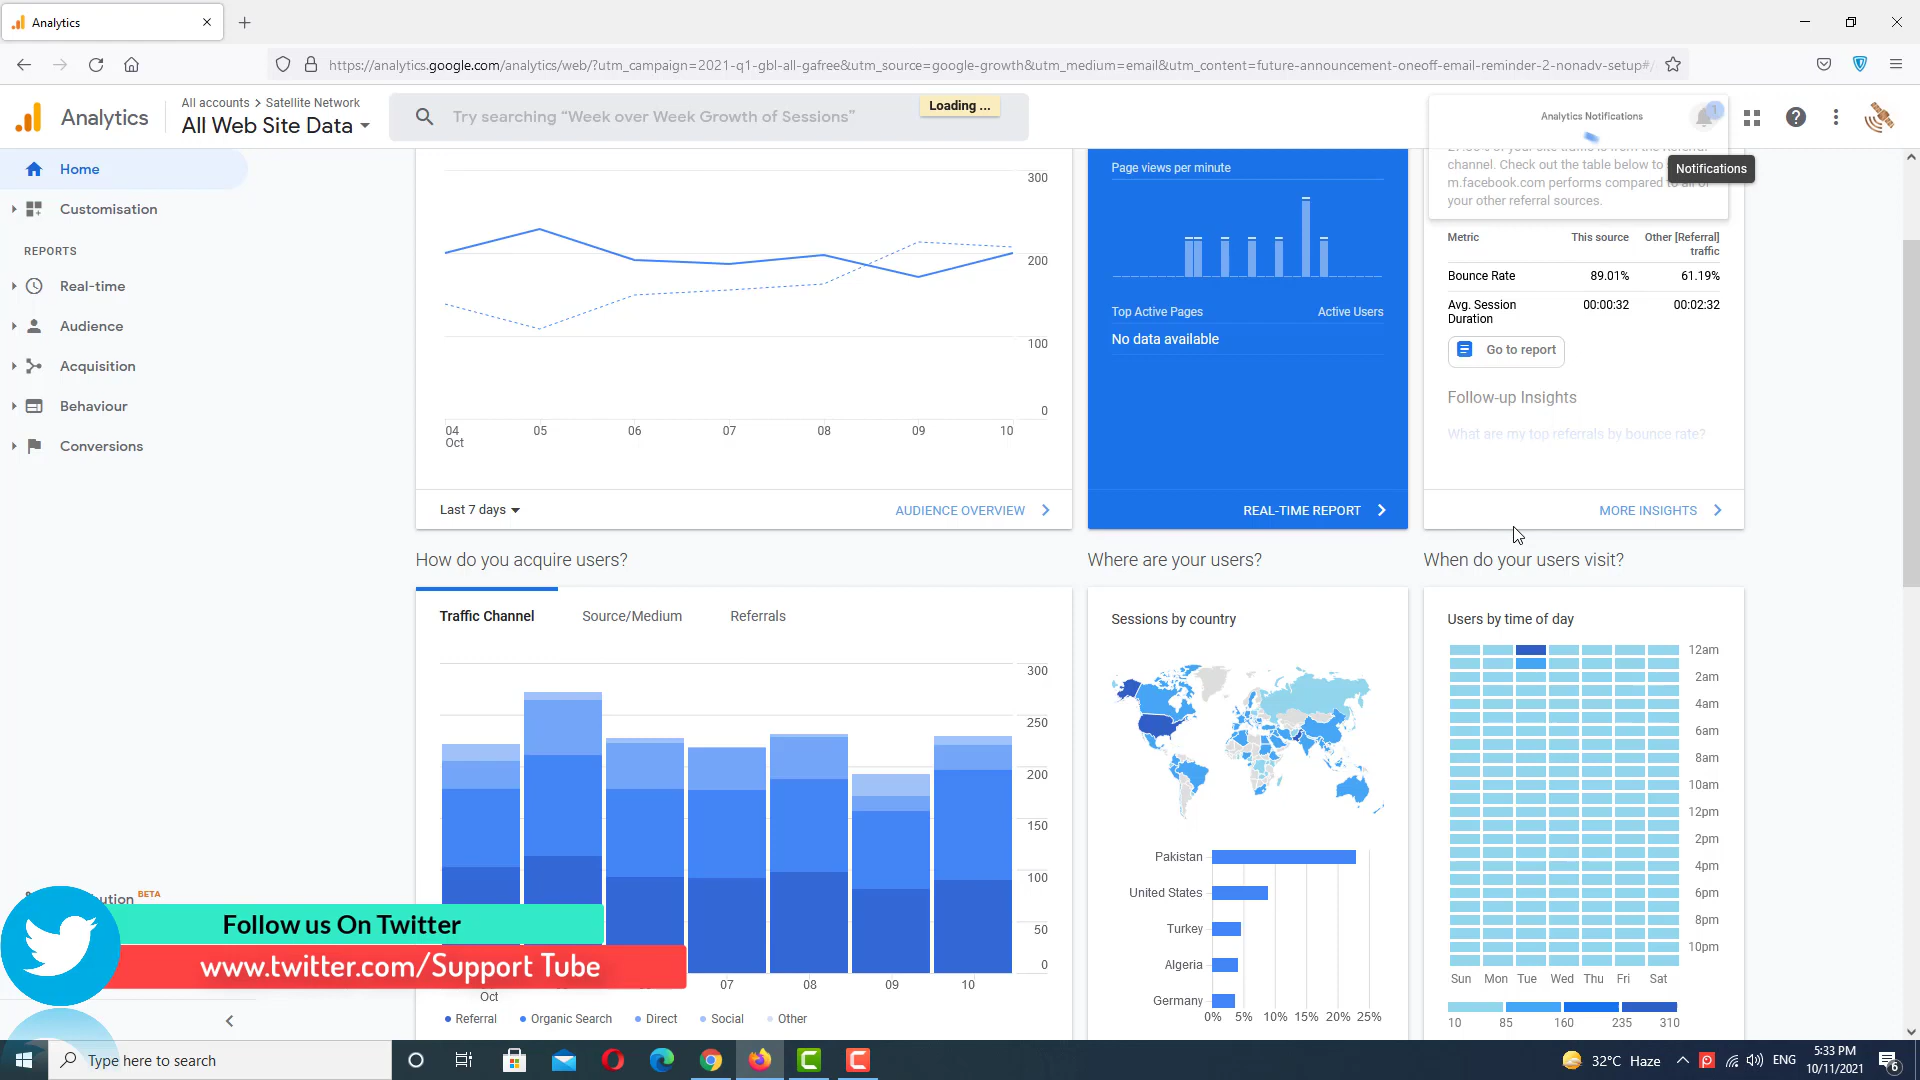 Analytics
https://analytics.google.com/analytics/web/?utm_campaign=2021-q1-gbl-all-gafree&utm_source=google-growth&utm_medium=email&utm_content=future-announcement-oneoff-email-reminder-2-nonadv-setup#/
Analytics
All accounts > Satellite Network
All Web Site Data
Try searching “Week over Week Growth of Sessions”
Loading ...
Analytics Notifications
1
Notifications
Home
Customisation
REPORTS
Real-time
Audience
Acquisition
Behaviour
Conversions
BETA
300
200
100
0
04 05 06 07 08 09 10
Oct
Last 7 days
AUDIENCE OVERVIEW
Page views per minute
Top Active Pages Active Users
No data available
REAL-TIME REPORT
channel. Check out the table below to
m.facebook.com performs compared to all of
your other referral sources.
Metric This source Other [Referral]
traffic
Bounce Rate 89.01% 61.19%
Avg. Session 00:00:32 00:02:32
Duration
Go to report
Follow-up Insights
What are my top referrals by bounce rate?
MORE INSIGHTS
How do you acquire users?
Traffic Channel Source/Medium Referrals
300
250
200
150
100
50
0
07 08 09 10
Oct
Referral Organic Search Direct Social Other
Where are your users?
Sessions by country
Pakistan
United States
Turkey
Algeria
Germany
0% 5% 10% 15% 20% 25%
When do your users visit?
Users by time of day
12am
2am
4am
6am
8am
10am
12pm
2pm
4pm
6pm
8pm
10pm
Sun Mon Tue Wed Thu Fri Sat
10 85 160 235 310
Follow us On Twitter
www.twitter.com/Support Tube
Type here to search
32°C Haze
ENG
5:33 PM
10/11/2021
6